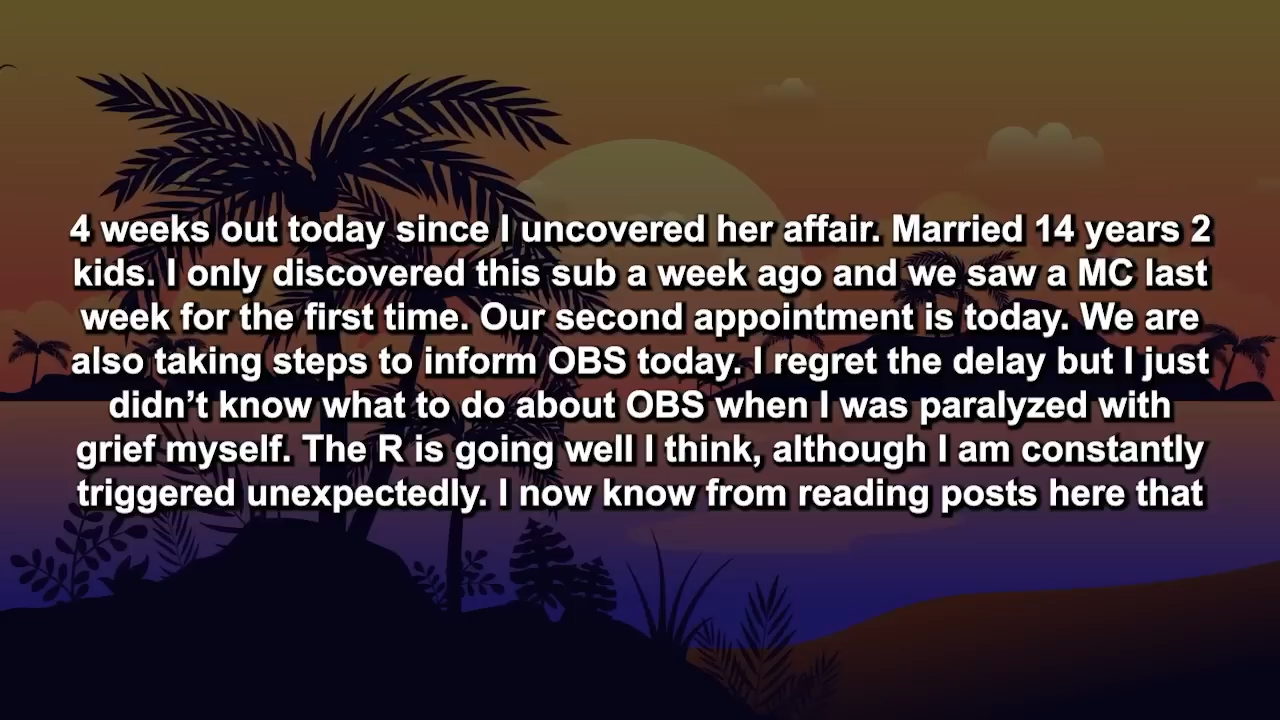 4 weeks out today since I uncovered her affair. Married 14 years 2
kids. I only discovered this sub a week ago and we saw a MC last
week for the first time. Our second appointment is today. We are
also taking steps to inform OBS today. I regret the delay but I just
didn’t know what to do about OBS when I was paralyzed with
grief myself. The R is going well I think, although I am constantly
triggered unexpectedly. I now know from reading posts here that